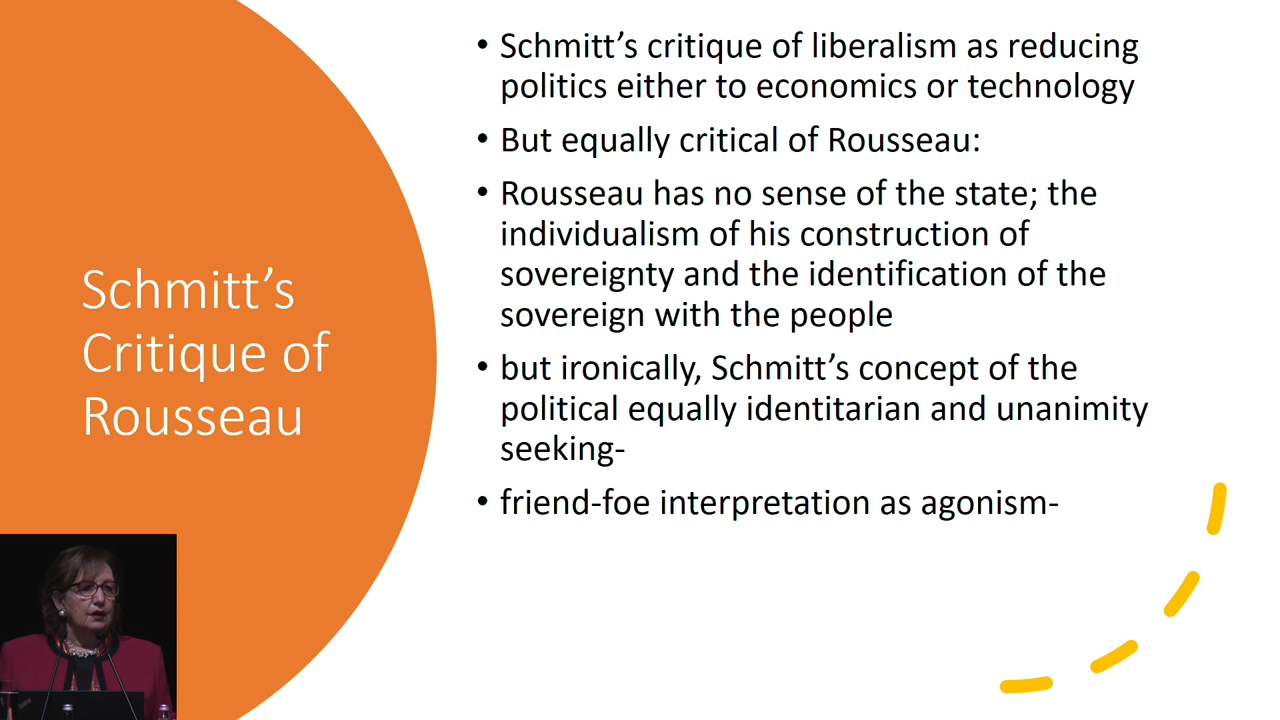 Schmitt’s
Critique of
Rousseau
• Schmitt’s critique of liberalism as reducing
politics either to economics or technology
• But equally critical of Rousseau:
• Rousseau has no sense of the state; the
individualism of his construction of
sovereignty and the identification of the
sovereign with the people
• but ironically, Schmitt’s concept of the
political equally identitarian and unanimity
seeking-
• friend-foe interpretation as agonism-